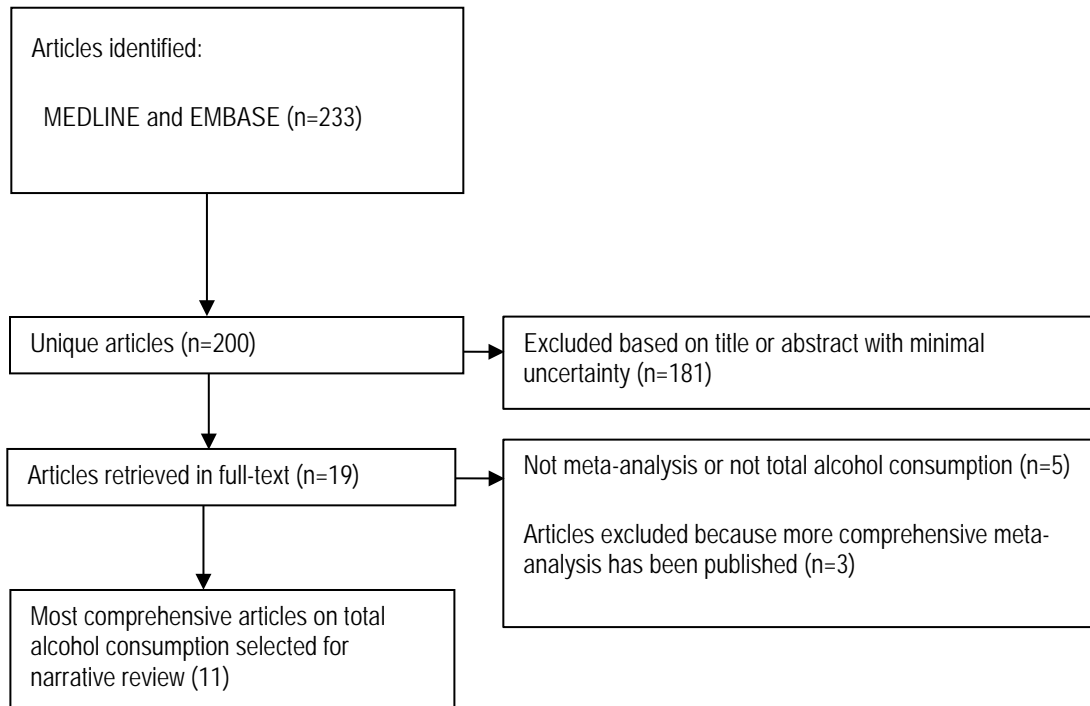 Articles identified:
MEDLINE and EMBASE (n=233)
Unique articles (n=200)
Excluded based on title or abstract with minimal
uncertainty (n=181)
Articles retrieved in full-text (n=19)
Not meta-analysis or not total alcohol consumption (n=5)
Articles excluded because more comprehensive meta-
analysis has been published (n=3)
Most comprehensive articles on total
alcohol consumption selected for
narrative review (11)